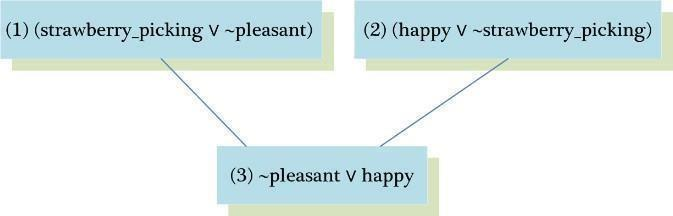 (1) (strawberry_picking ∨ ~pleasant)
(2) (happy ∨ ~strawberry_picking)
(3) ~pleasant ∨ happy